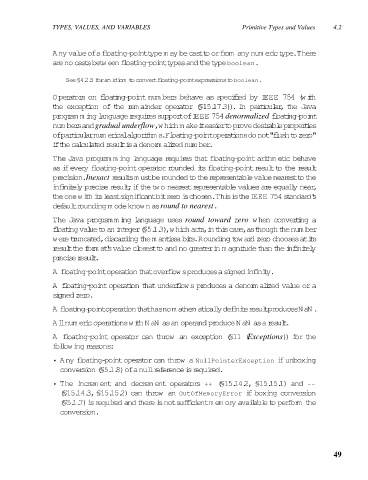 TYPES, VALUES, AND VARIABLES Primitive Types and Values 4.2
Any value of a floating-point type may be cast to or from any numeric type. There
are no casts between floating-point types and the type boolean.
See §4.2.5 for an idiom to convert floating-point expressions to boolean.
Operators on floating-point numbers behave as specified by IEEE 754 (with
the exception of the remainder operator (§15.17.3)). In particular, the Java
programming language requires support of IEEE 754 denormalized floating-point
numbers and gradual underflow, which make it easier to prove desirable properties
of particular numerical algorithms. Floating-point operations do not "flush to zero"
if the calculated result is a denormalized number.
The Java programming language requires that floating-point arithmetic behave
as if every floating-point operator rounded its floating-point result to the result
precision. Inexact results must be rounded to the representable value nearest to the
infinitely precise result; if the two nearest representable values are equally near,
the one with its least significant bit zero is chosen. This is the IEEE 754 standard's
default rounding mode known as round to nearest.
The Java programming language uses round toward zero when converting a
floating value to an integer (§5.1.3), which acts, in this case, as though the number
were truncated, discarding the mantissa bits. Rounding toward zero chooses at its
result the format's value closest to and no greater in magnitude than the infinitely
precise result.
A floating-point operation that overflows produces a signed infinity.
A floating-point operation that underflows produces a denormalized value or a
signed zero.
A floating-point operation that has no mathematically definite result produces NaN.
All numeric operations with NaN as an operand produce NaN as a result.
A floating-point operator can throw an exception (§11 (Exceptions)) for the
following reasons:
• Any floating-point operator can throw a NullPointerException if unboxing
conversion (§5.1.8) of a null reference is required.
• The increment and decrement operators ++ (§15.14.2, §15.15.1) and --
(§15.14.3, §15.15.2) can throw an OutOfMemoryError if boxing conversion
(§5.1.7) is required and there is not sufficient memory available to perform the
conversion.
49